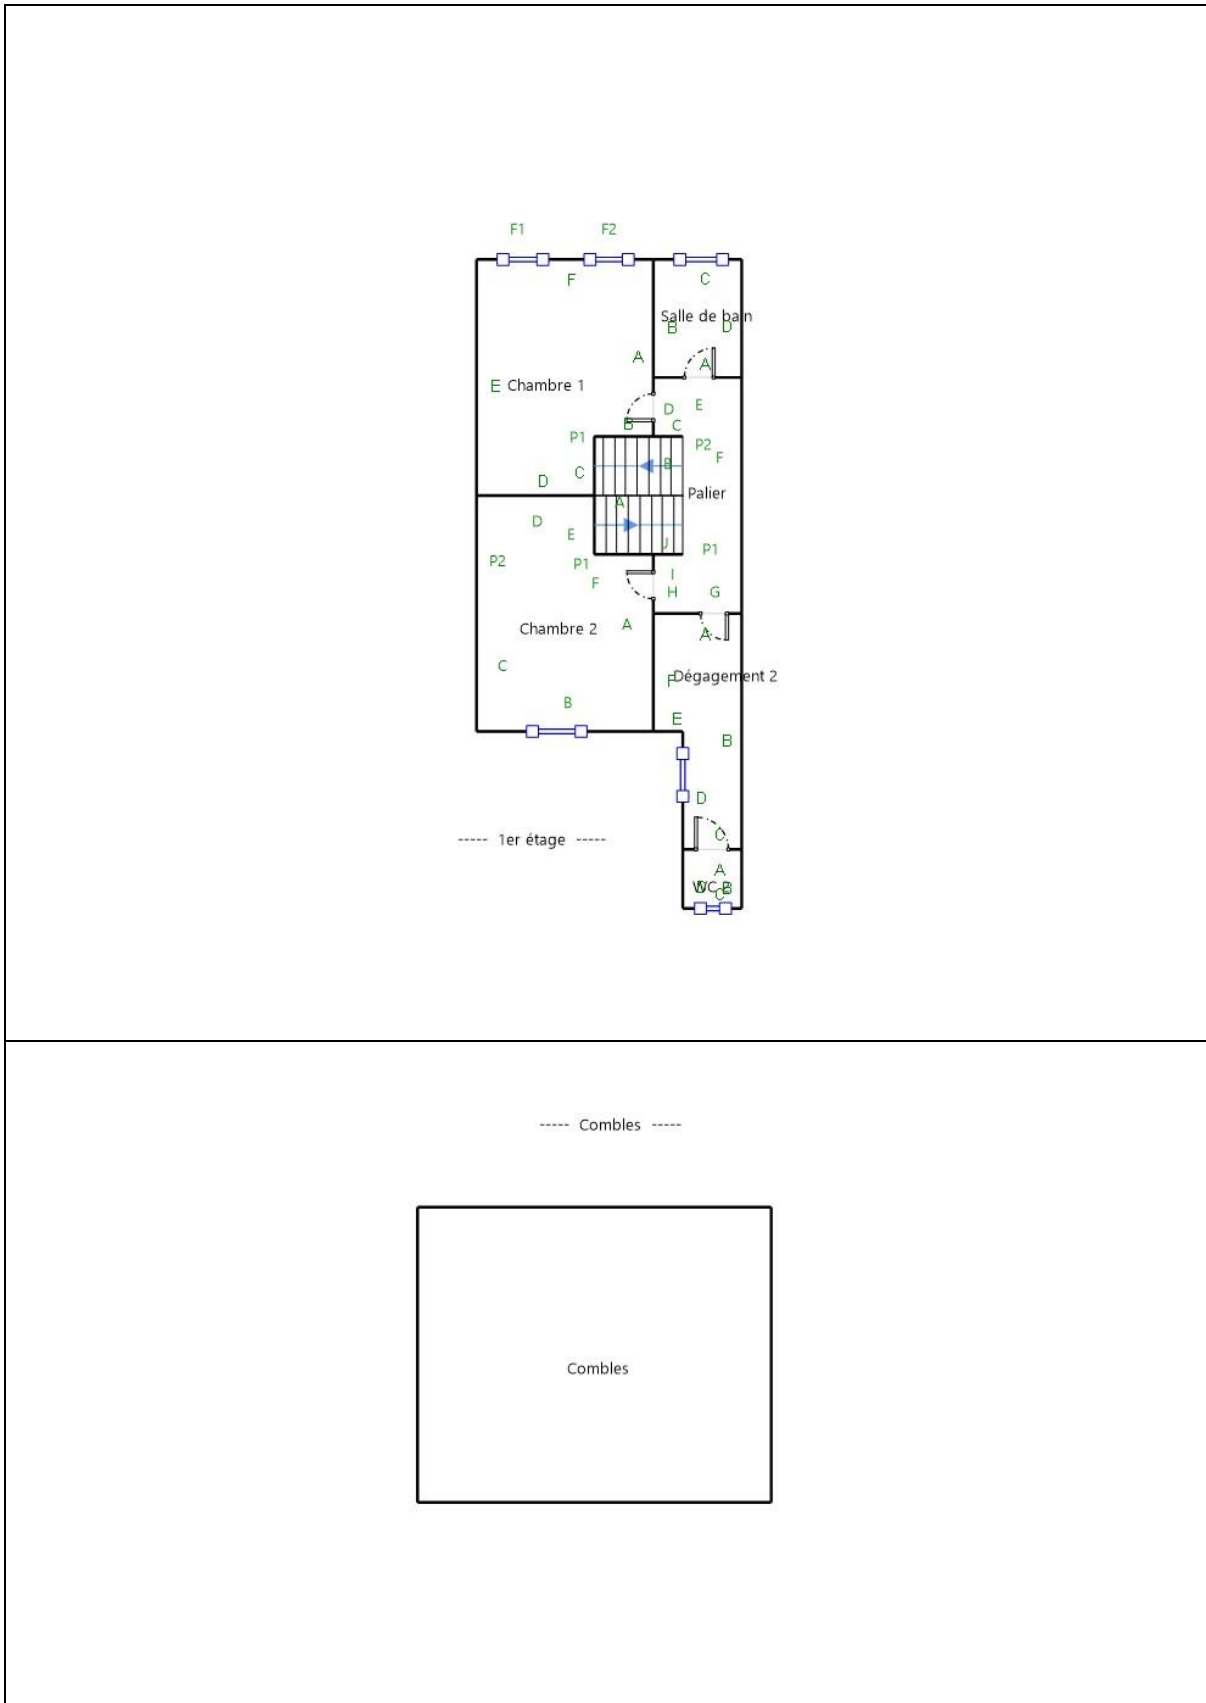 F1 F2
F C
Salle de bain
B D
A A
E Chambre 1
D E
B C
P1 P2
F
C B
D Palier
A
D E J
P1
P2 P1 I
F H G
A A
Chambre 2
C F Dégagement 2
B E
B
D
C
----- 1er étage -----
A
WC 2
D B
C
----- Combles -----
Combles